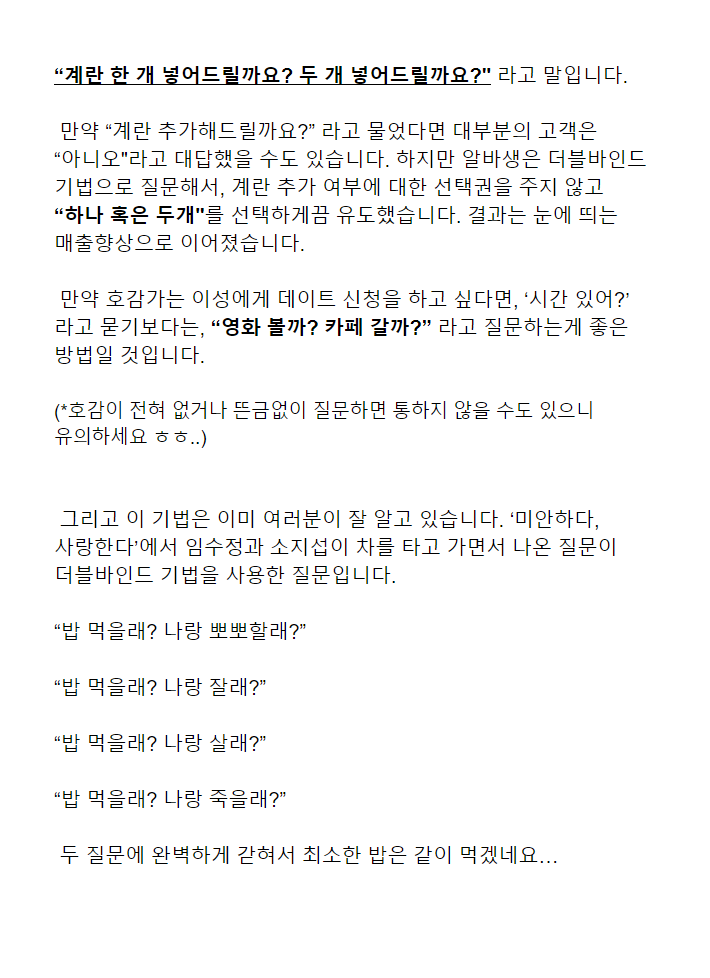 “계란 한 개 넣어드릴까요? 두 개 넣어드릴까요?" 라고 말입니다.
만약 “계란 추가해드릴까요?” 라고 물었다면 대부분의 고객은
“아니오"라고 대답했을 수도 있습니다. 하지만 알바생은 더블바인드
기법으로 질문해서, 계란 추가 여부에 대한 선택권을 주지 않고
“하나 혹은 두개"를 선택하게끔 유도했습니다. 결과는 눈에 띄는
매출향상으로 이어졌습니다.
만약 호감가는 이성에게 데이트 신청을 하고 싶다면, ‘시간 있어?’
라고 묻기보다는, “영화 볼까? 카페 갈까?” 라고 질문하는게 좋은
방법일 것입니다.
(*호감이 전혀 없거나 뜬금없이 질문하면 통하지 않을 수도 있으니
유의하세요 ㅎㅎ..)
그리고 이 기법은 이미 여러분이 잘 알고 있습니다. ‘미안하다,
사랑한다’에서 임수정과 소지섭이 차를 타고 가면서 나온 질문이
더블바인드 기법을 사용한 질문입니다.
“밥 먹을래? 나랑 뽀뽀할래?”
“밥 먹을래? 나랑 잘래?”
“밥 먹을래? 나랑 살래?”
“밥 먹을래? 나랑 죽을래?”
두 질문에 완벽하게 갇혀서 최소한 밥은 같이 먹겠네요…